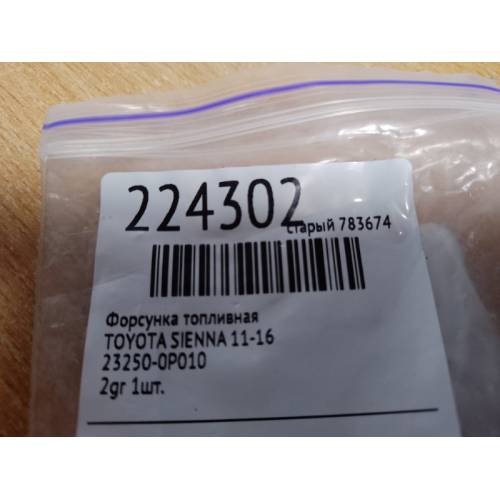 224302
старый 783674
Форсунка топливная
TOYOTA SIENNA 11-16
23250-0P010
2gr 1шт.